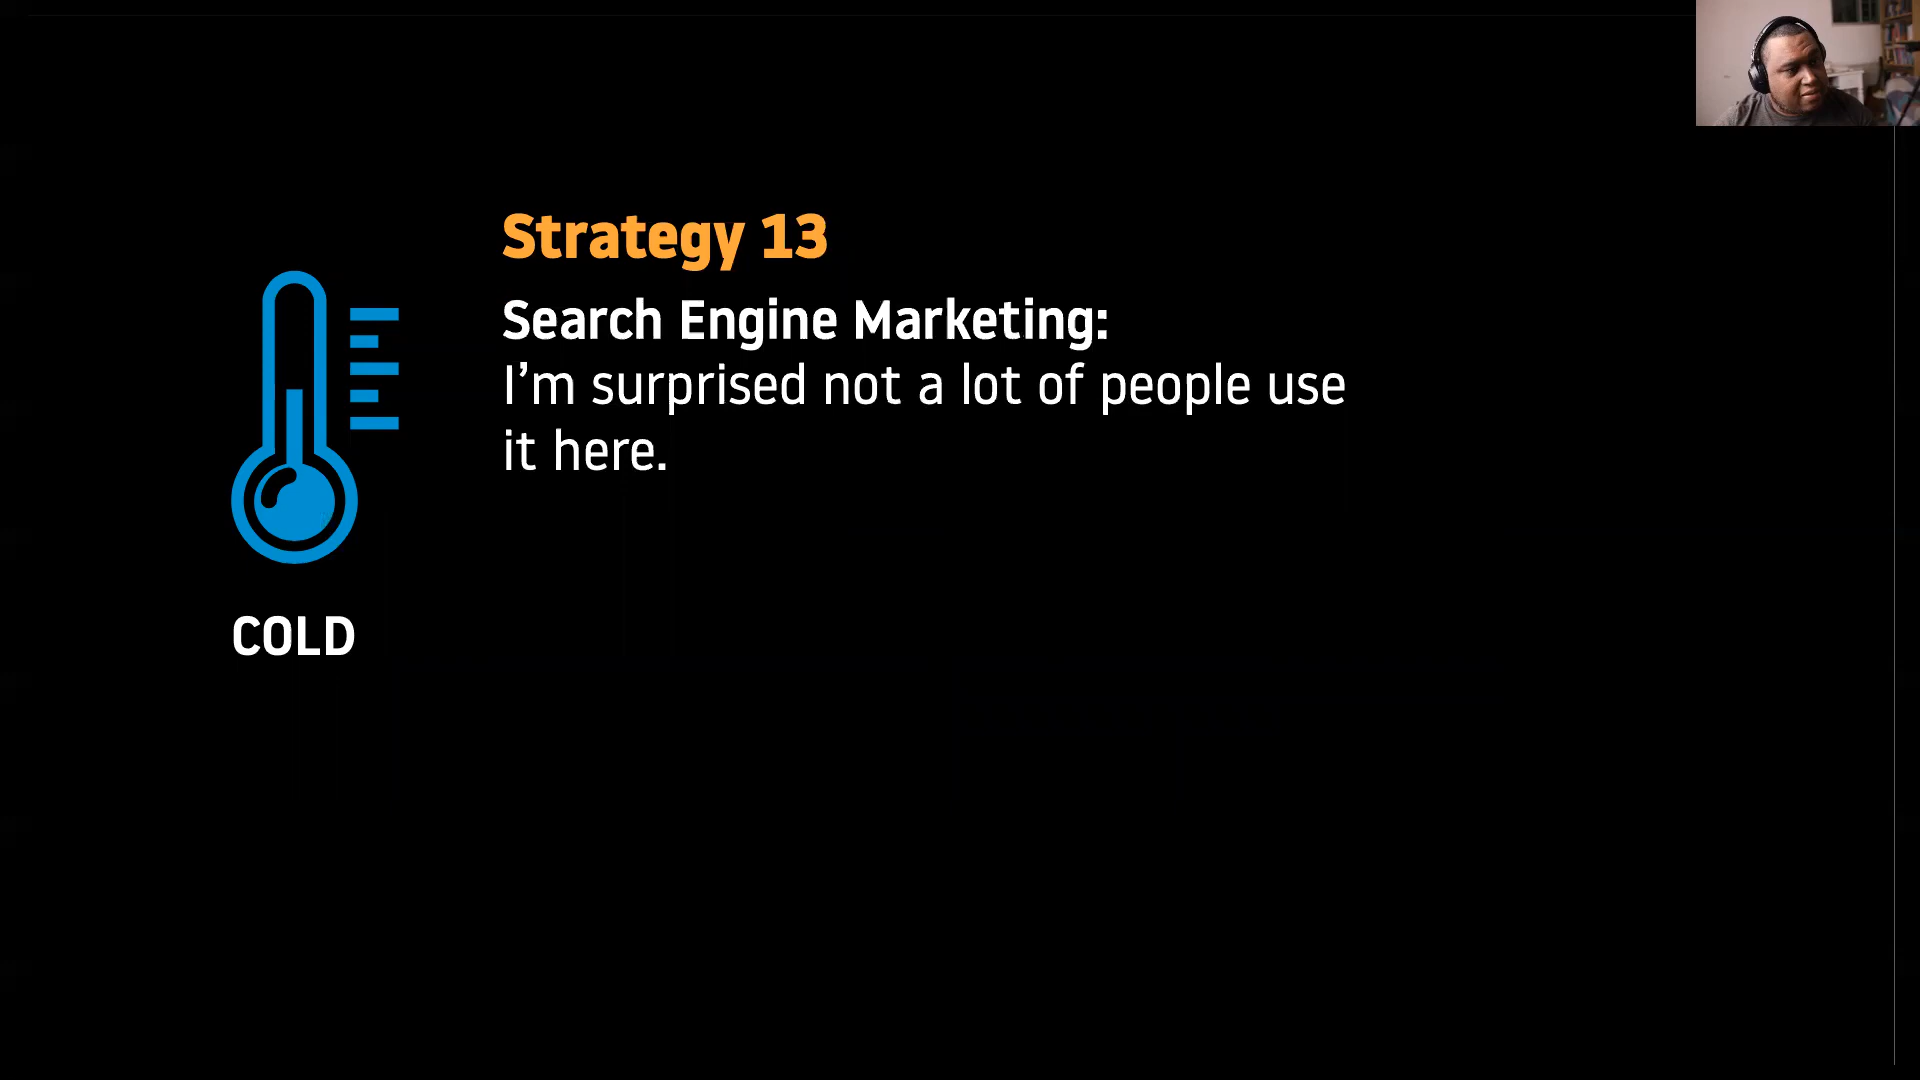 Strategy 13
Search Engine Marketing:
I’m surprised not a lot of people use
it here.
COLD